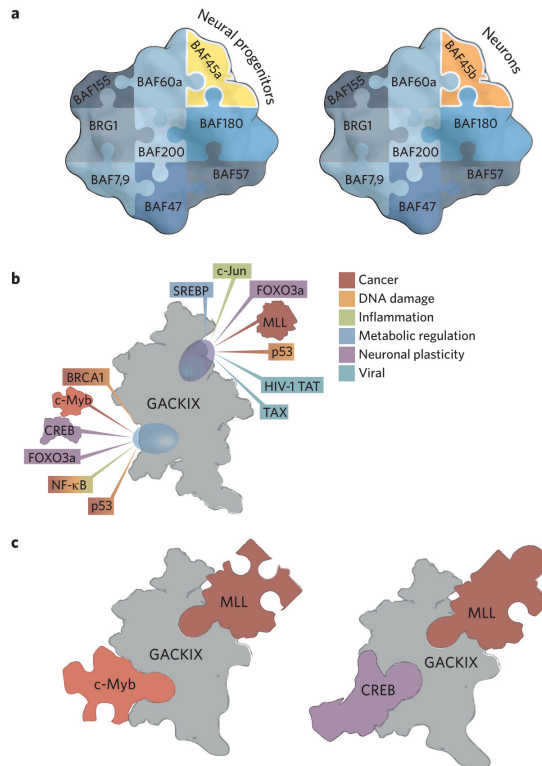 a
Neural progenitors
BAF45a
BAF155
BAF60a
BRG1
BAF180
BAF200
BAF7,9
BAF57
BAF47
Neurons
BAF45b
BAF155
BAF60a
BRG1
BAF180
BAF200
BAF7,9
BAF57
BAF47
b
c-Jun
SREBP
FOXO3a
MLL
p53
HIV-1 TAT
TAX
BRCA1
c-Myb
GACKIX
CREB
FOXO3a
NF-κB
p53
Cancer
DNA damage
Inflammation
Metabolic regulation
Neuronal plasticity
Viral
c
MLL
GACKIX
c-Myb
MLL
GACKIX
CREB